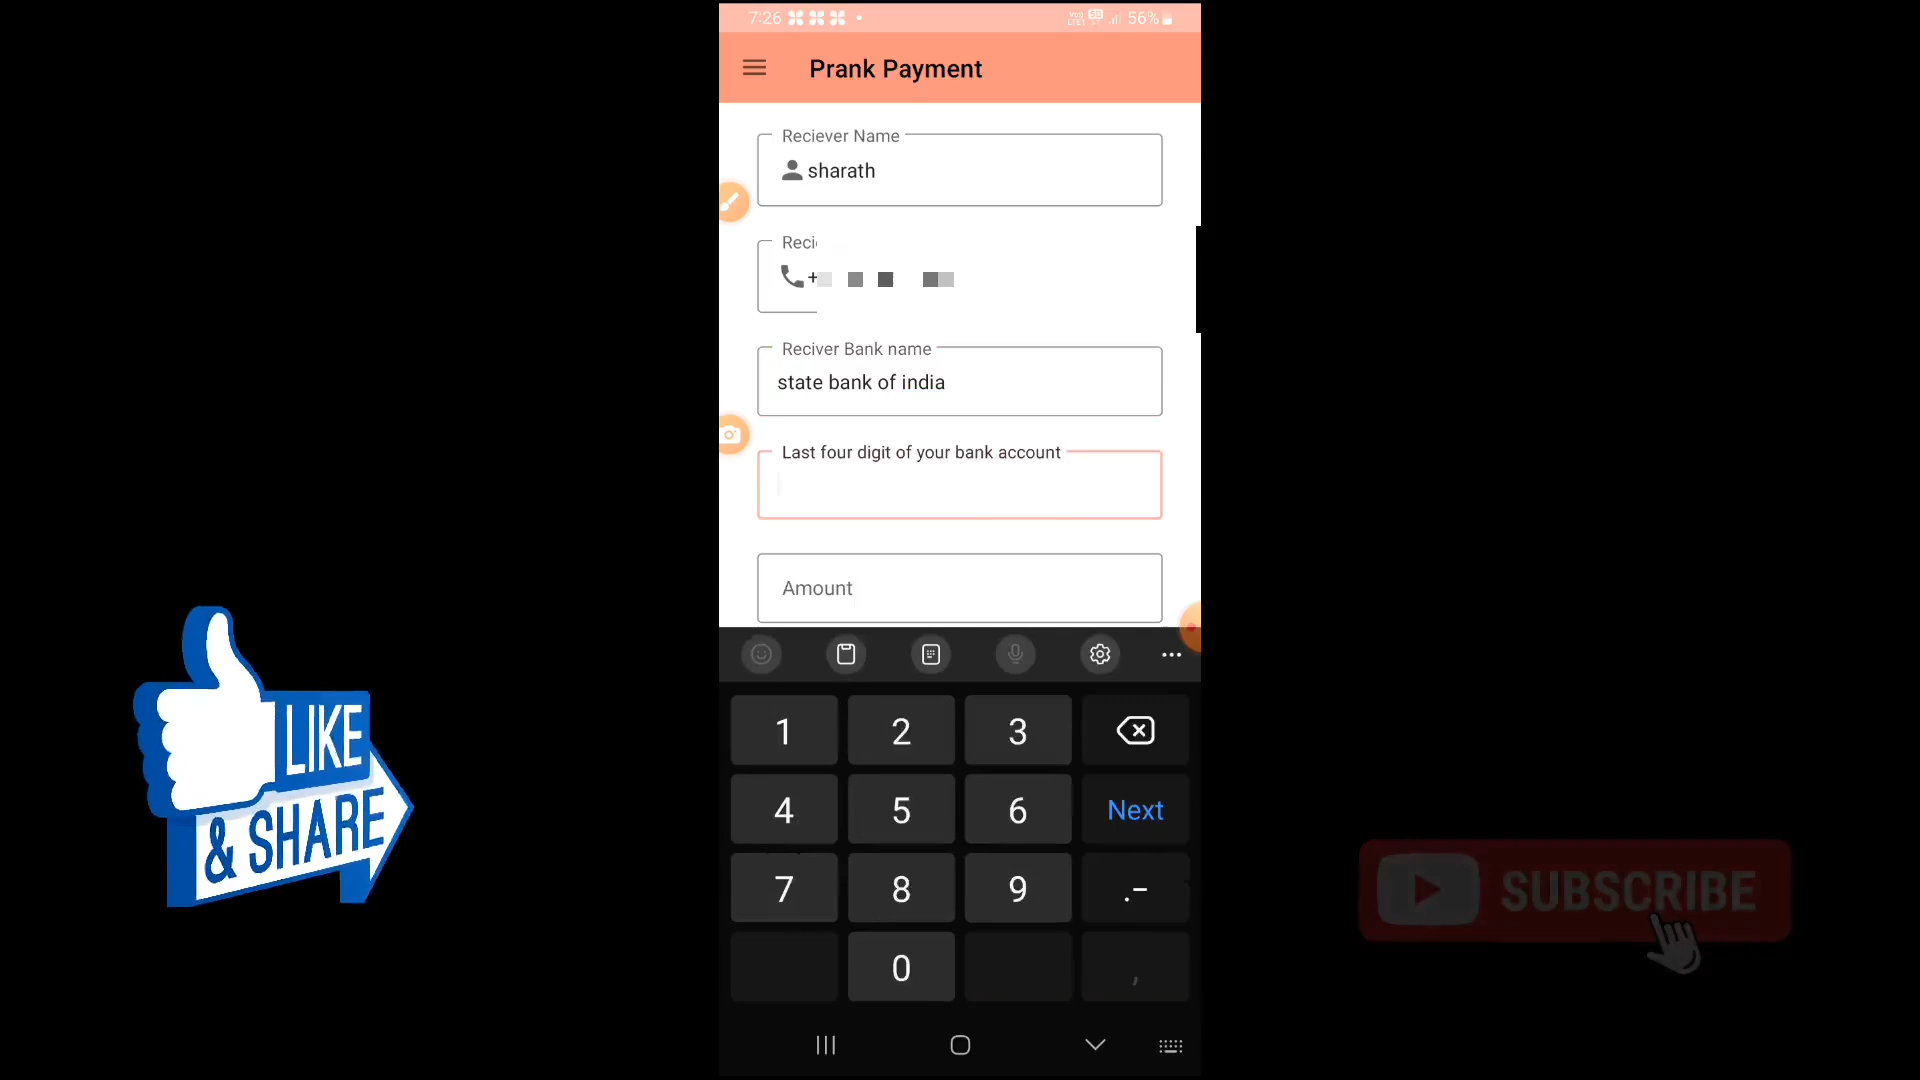 7:26
56%
Prank Payment
Reciever Name
sharath
Reci
+
Reciver Bank name
state bank of india
Last four digit of your bank account
Amount
1 2 3
4 5 6 Next
7 8 9 .-
0 ,
LIKE
& SHARE
SUBSCRIBE